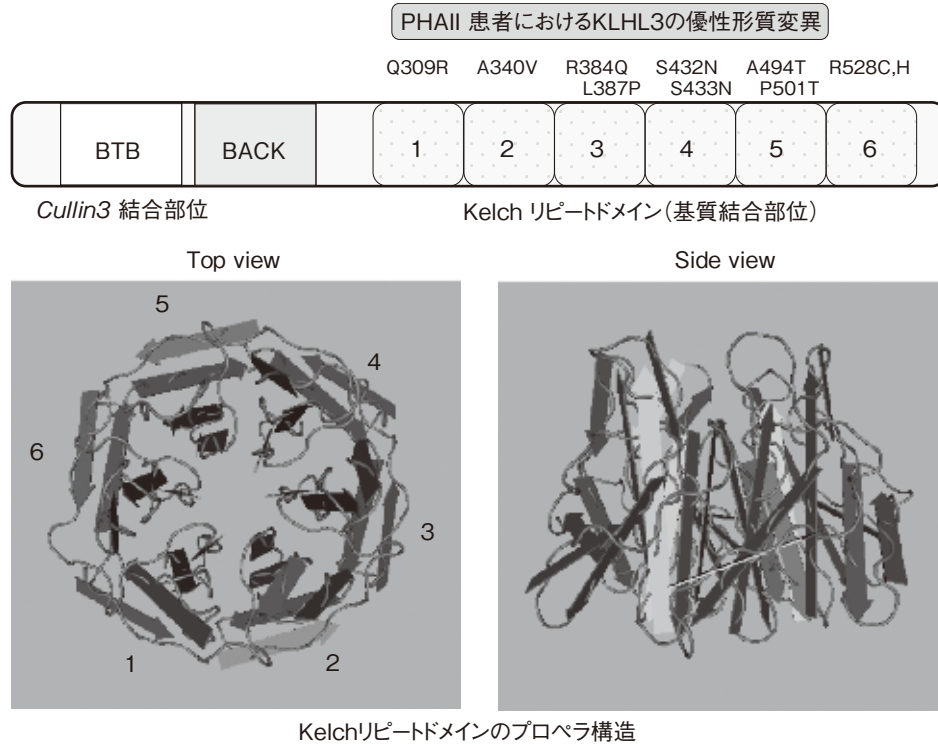 PHAII 患者におけるKLHL3の優性形質変異
Q309R A340V R384Q S432N A494T R528C,H
L387P S433N P501T
BTB BACK 1 2 3 4 5 6
Cullin3 結合部位 Kelch リピートドメイン(基質結合部位)
Top view Side view
5
4
6
3
1 2
Kelchリピートドメインのプロペラ構造